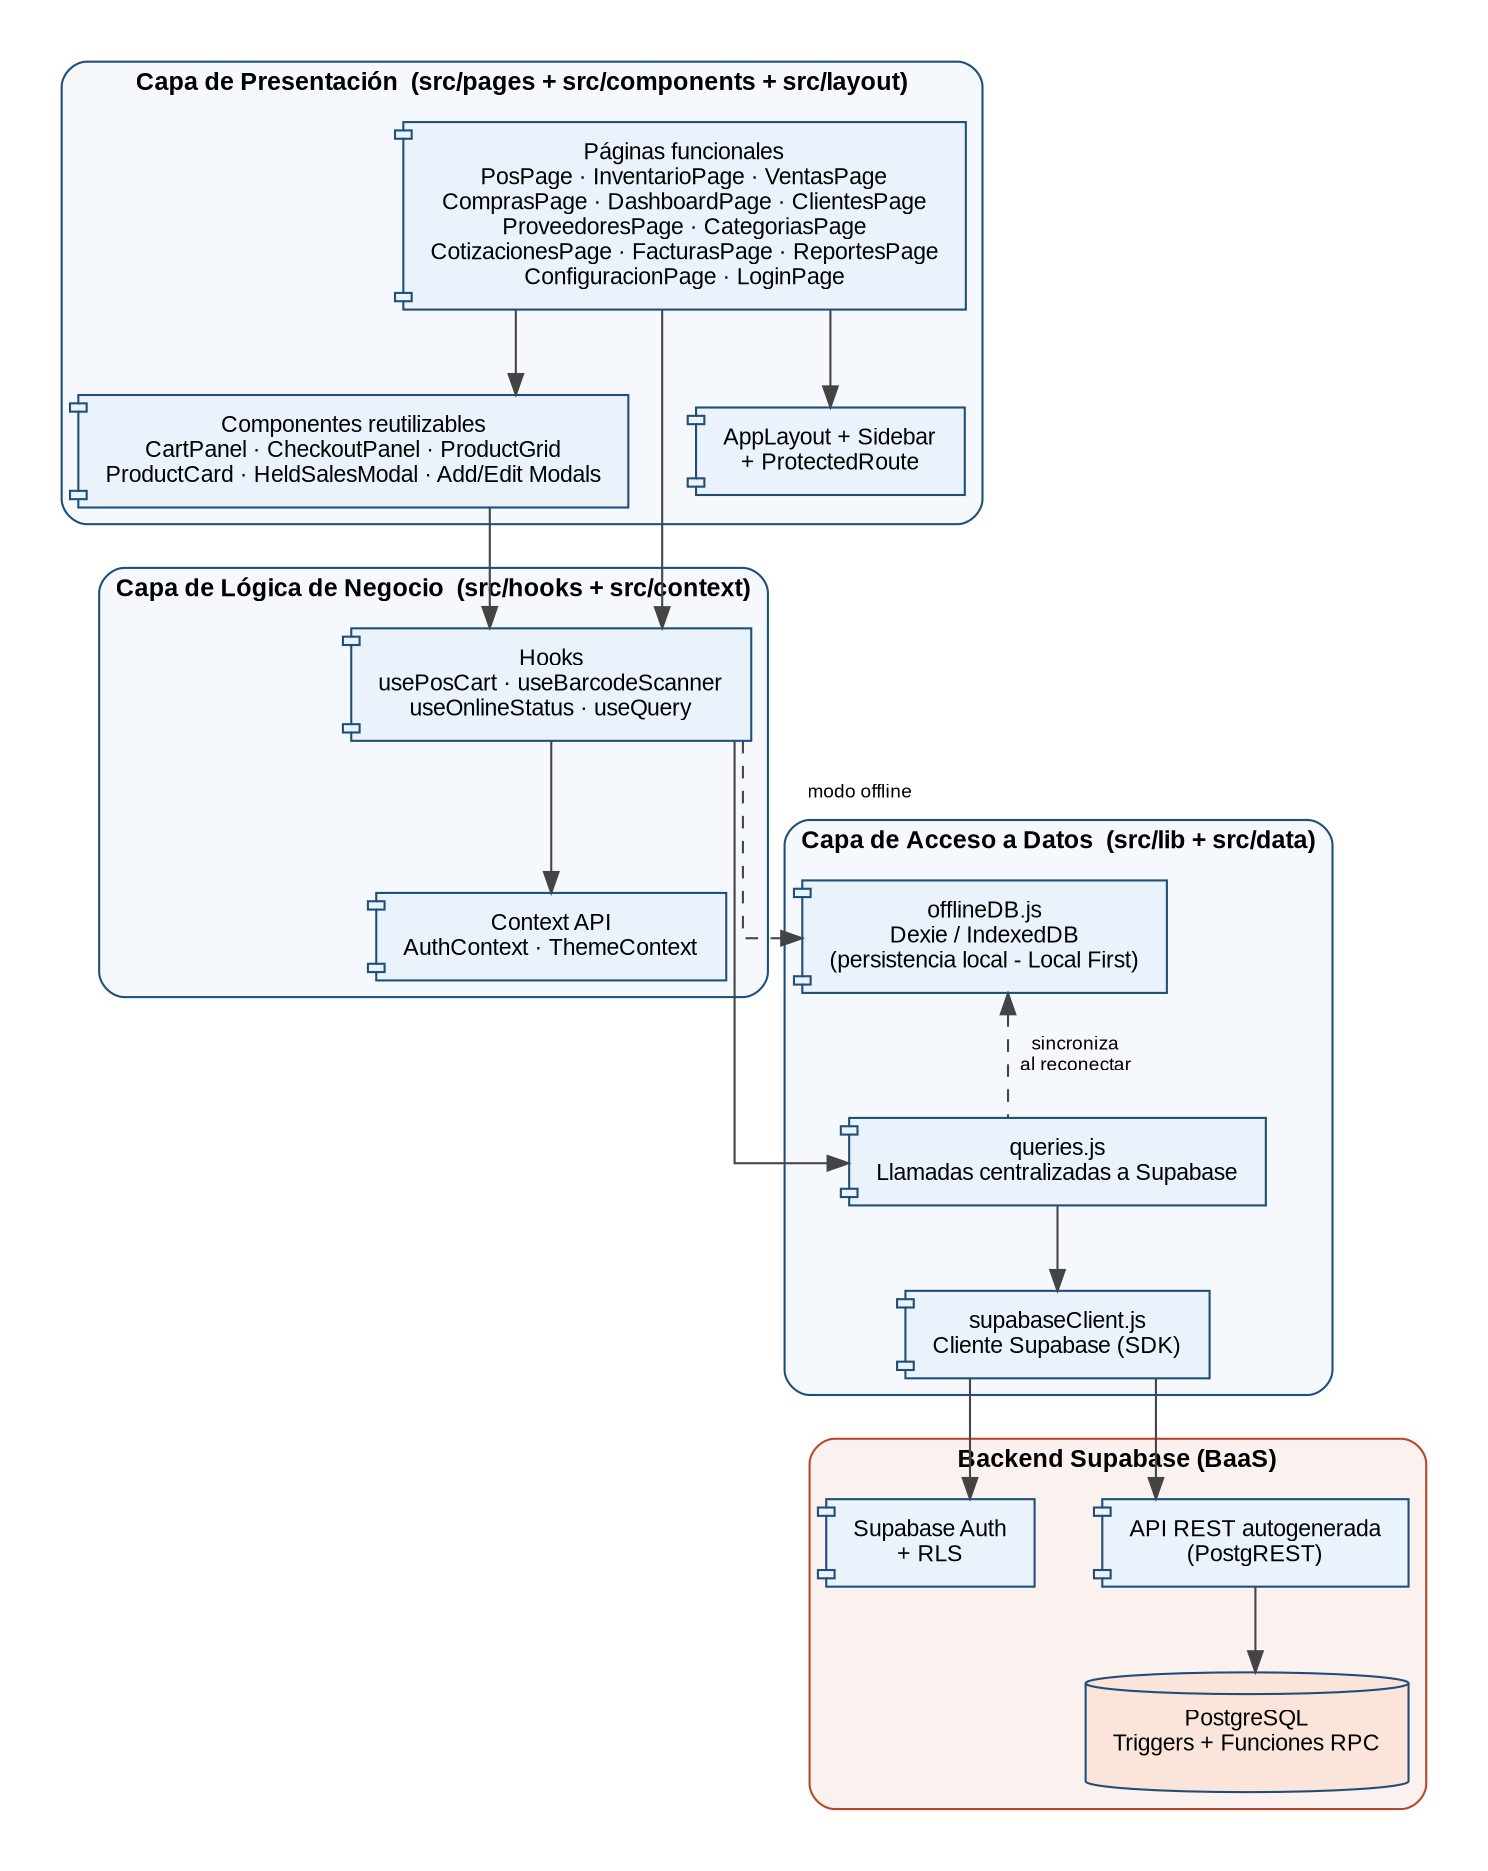 Capa de Presentación  (src/pages + src/components + src/layout)
Páginas funcionales
PosPage · InventarioPage · VentasPage
ComprasPage · DashboardPage · ClientesPage
ProveedoresPage · CategoriasPage
CotizacionesPage · FacturasPage · ReportesPage
ConfiguracionPage · LoginPage
Componentes reutilizables
CartPanel · CheckoutPanel · ProductGrid
ProductCard · HeldSalesModal · Add/Edit Modals
AppLayout + Sidebar
+ ProtectedRoute
Capa de Lógica de Negocio  (src/hooks + src/context)
Hooks
usePosCart · useBarcodeScanner
useOnlineStatus · useQuery
modo offline
Context API
AuthContext · ThemeContext
Capa de Acceso a Datos  (src/lib + src/data)
offlineDB.js
Dexie / IndexedDB
(persistencia local - Local First)
sincroniza
al reconectar
queries.js
Llamadas centralizadas a Supabase
supabaseClient.js
Cliente Supabase (SDK)
Backend Supabase (BaaS)
Supabase Auth
+ RLS
API REST autogenerada
(PostgREST)
PostgreSQL
Triggers + Funciones RPC